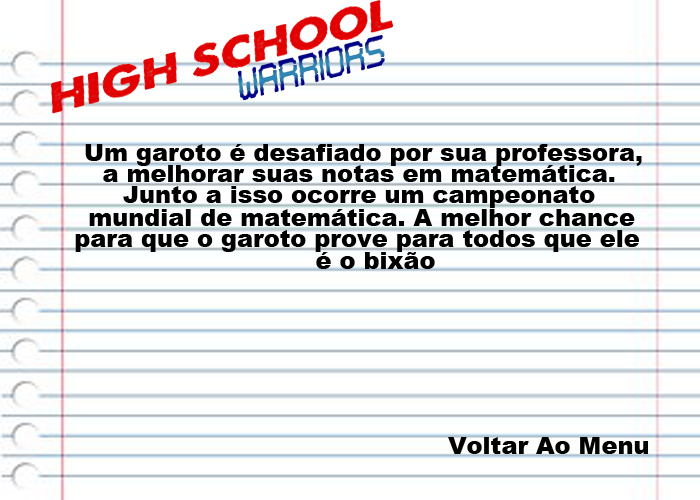 HIGH SCHOOL
WARRIORS
Um garoto é desafiado por sua professora,
a melhorar suas notas em matemática.
Junto a isso ocorre um campeonato
mundial de matemática. A melhor chance
para que o garoto prove para todos que ele
é o bixão
Voltar Ao Menu